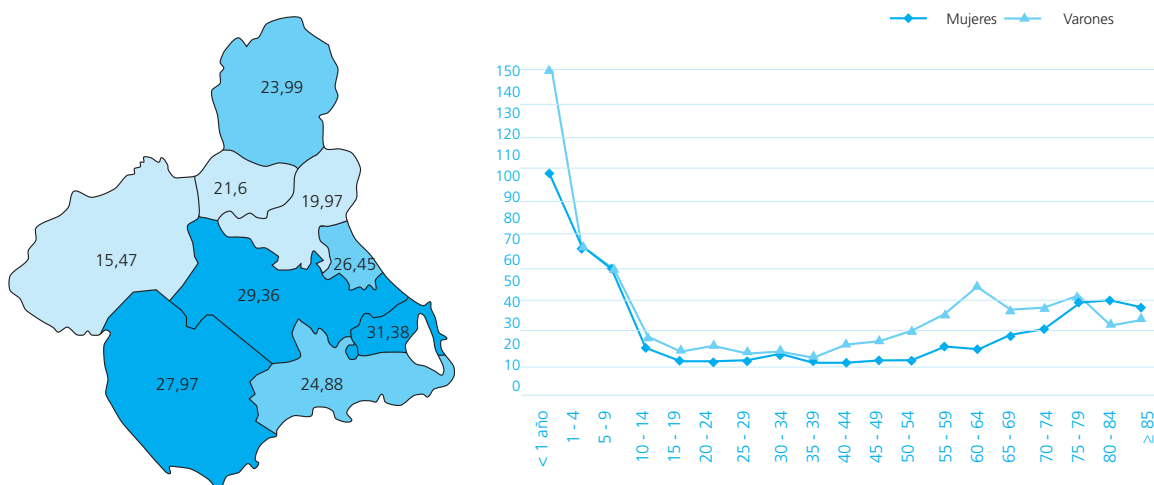 Mujeres
Varones
23,99
21,6
19,97
15,47
26,45
29,36
31,38
27,97
24,88
150
140
130
120
110
100
90
80
70
60
50
40
30
20
10
0
< 1 año
1 - 4
5 - 9
10 - 14
15 - 19
20 - 24
25 - 29
30 - 34
35 - 39
40 - 44
45 - 49
50 - 54
55 - 59
60 - 64
65 - 69
70 - 74
75 - 79
80 - 84
≥ 85